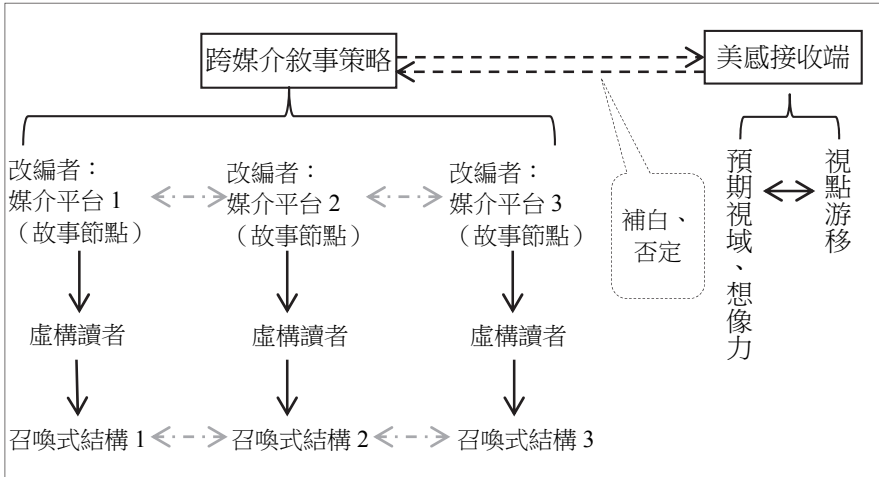 跨媒介敘事策略
美感接收端
改編者：
媒介平台 1
（故事節點）
改編者：
媒介平台 2
（故事節點）
改編者：
媒介平台 3
（故事節點）
補白、
否定
預期視域、想像力
視點游移
虛構讀者
虛構讀者
虛構讀者
召喚式結構 1
召喚式結構 2
召喚式結構 3